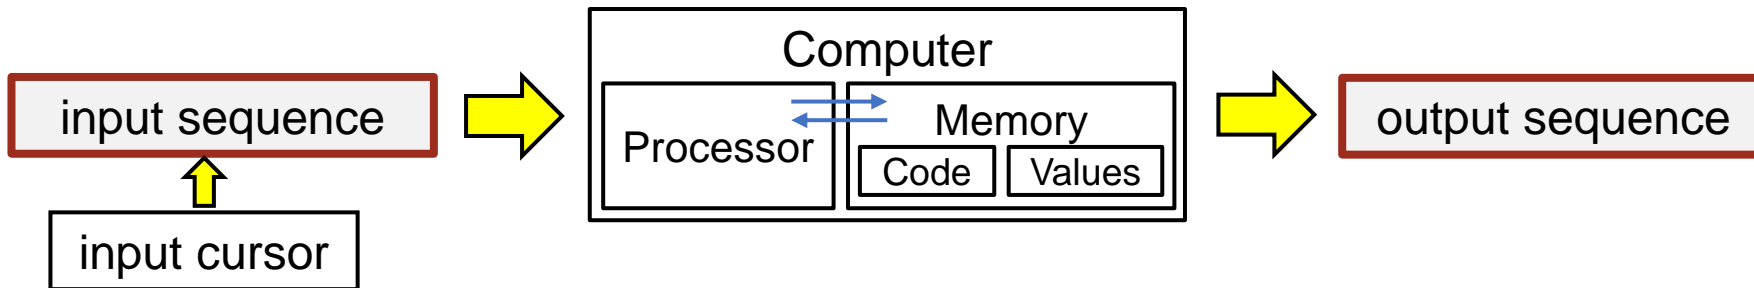 input sequence
input cursor
Computer
Processor
Memory
Code
Values
output sequence